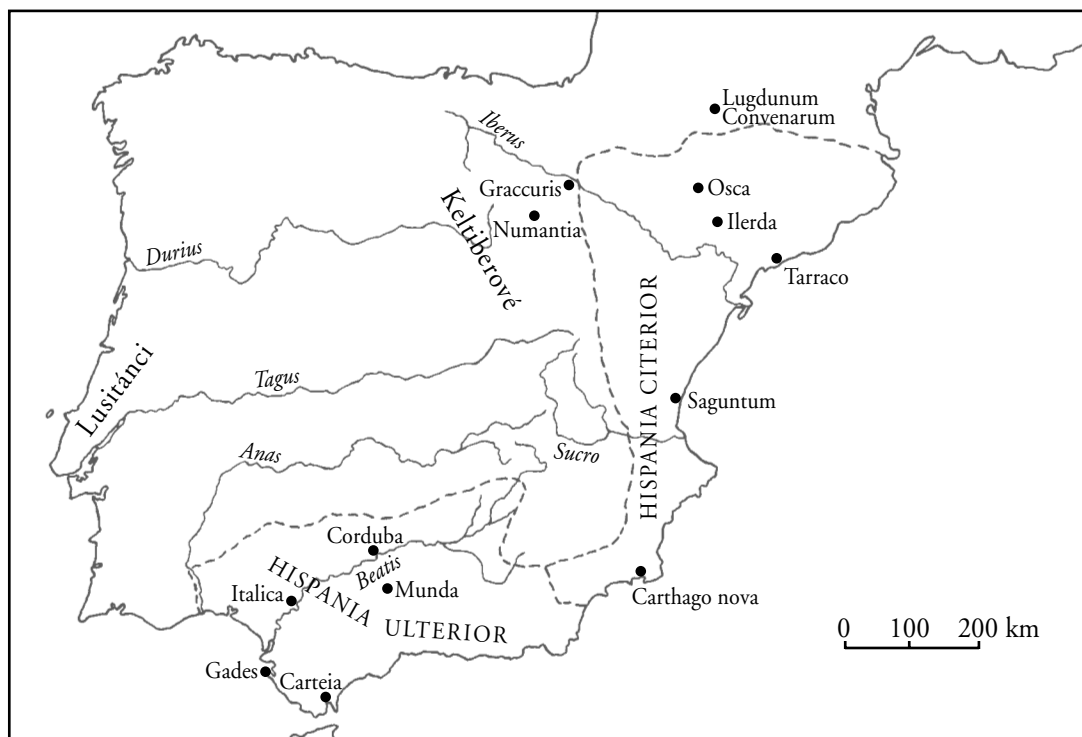 Lugdunum
Convenarum
Iberus
Graccuris
Osca
Numantia
Ilerda
Keltiberové
Durius
Tarraco
HISPANIA CITERIOR
Lusitánci
Tagus
Saguntum
Anas
Sucro
Corduba
Beatis
Carthago nova
Italica
Munda
HISPANIA ULTERIOR
0 100 200 km
Gades
Carteia